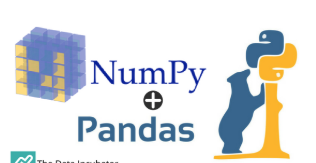 NumPy
+
Pandas
The Data Incubator